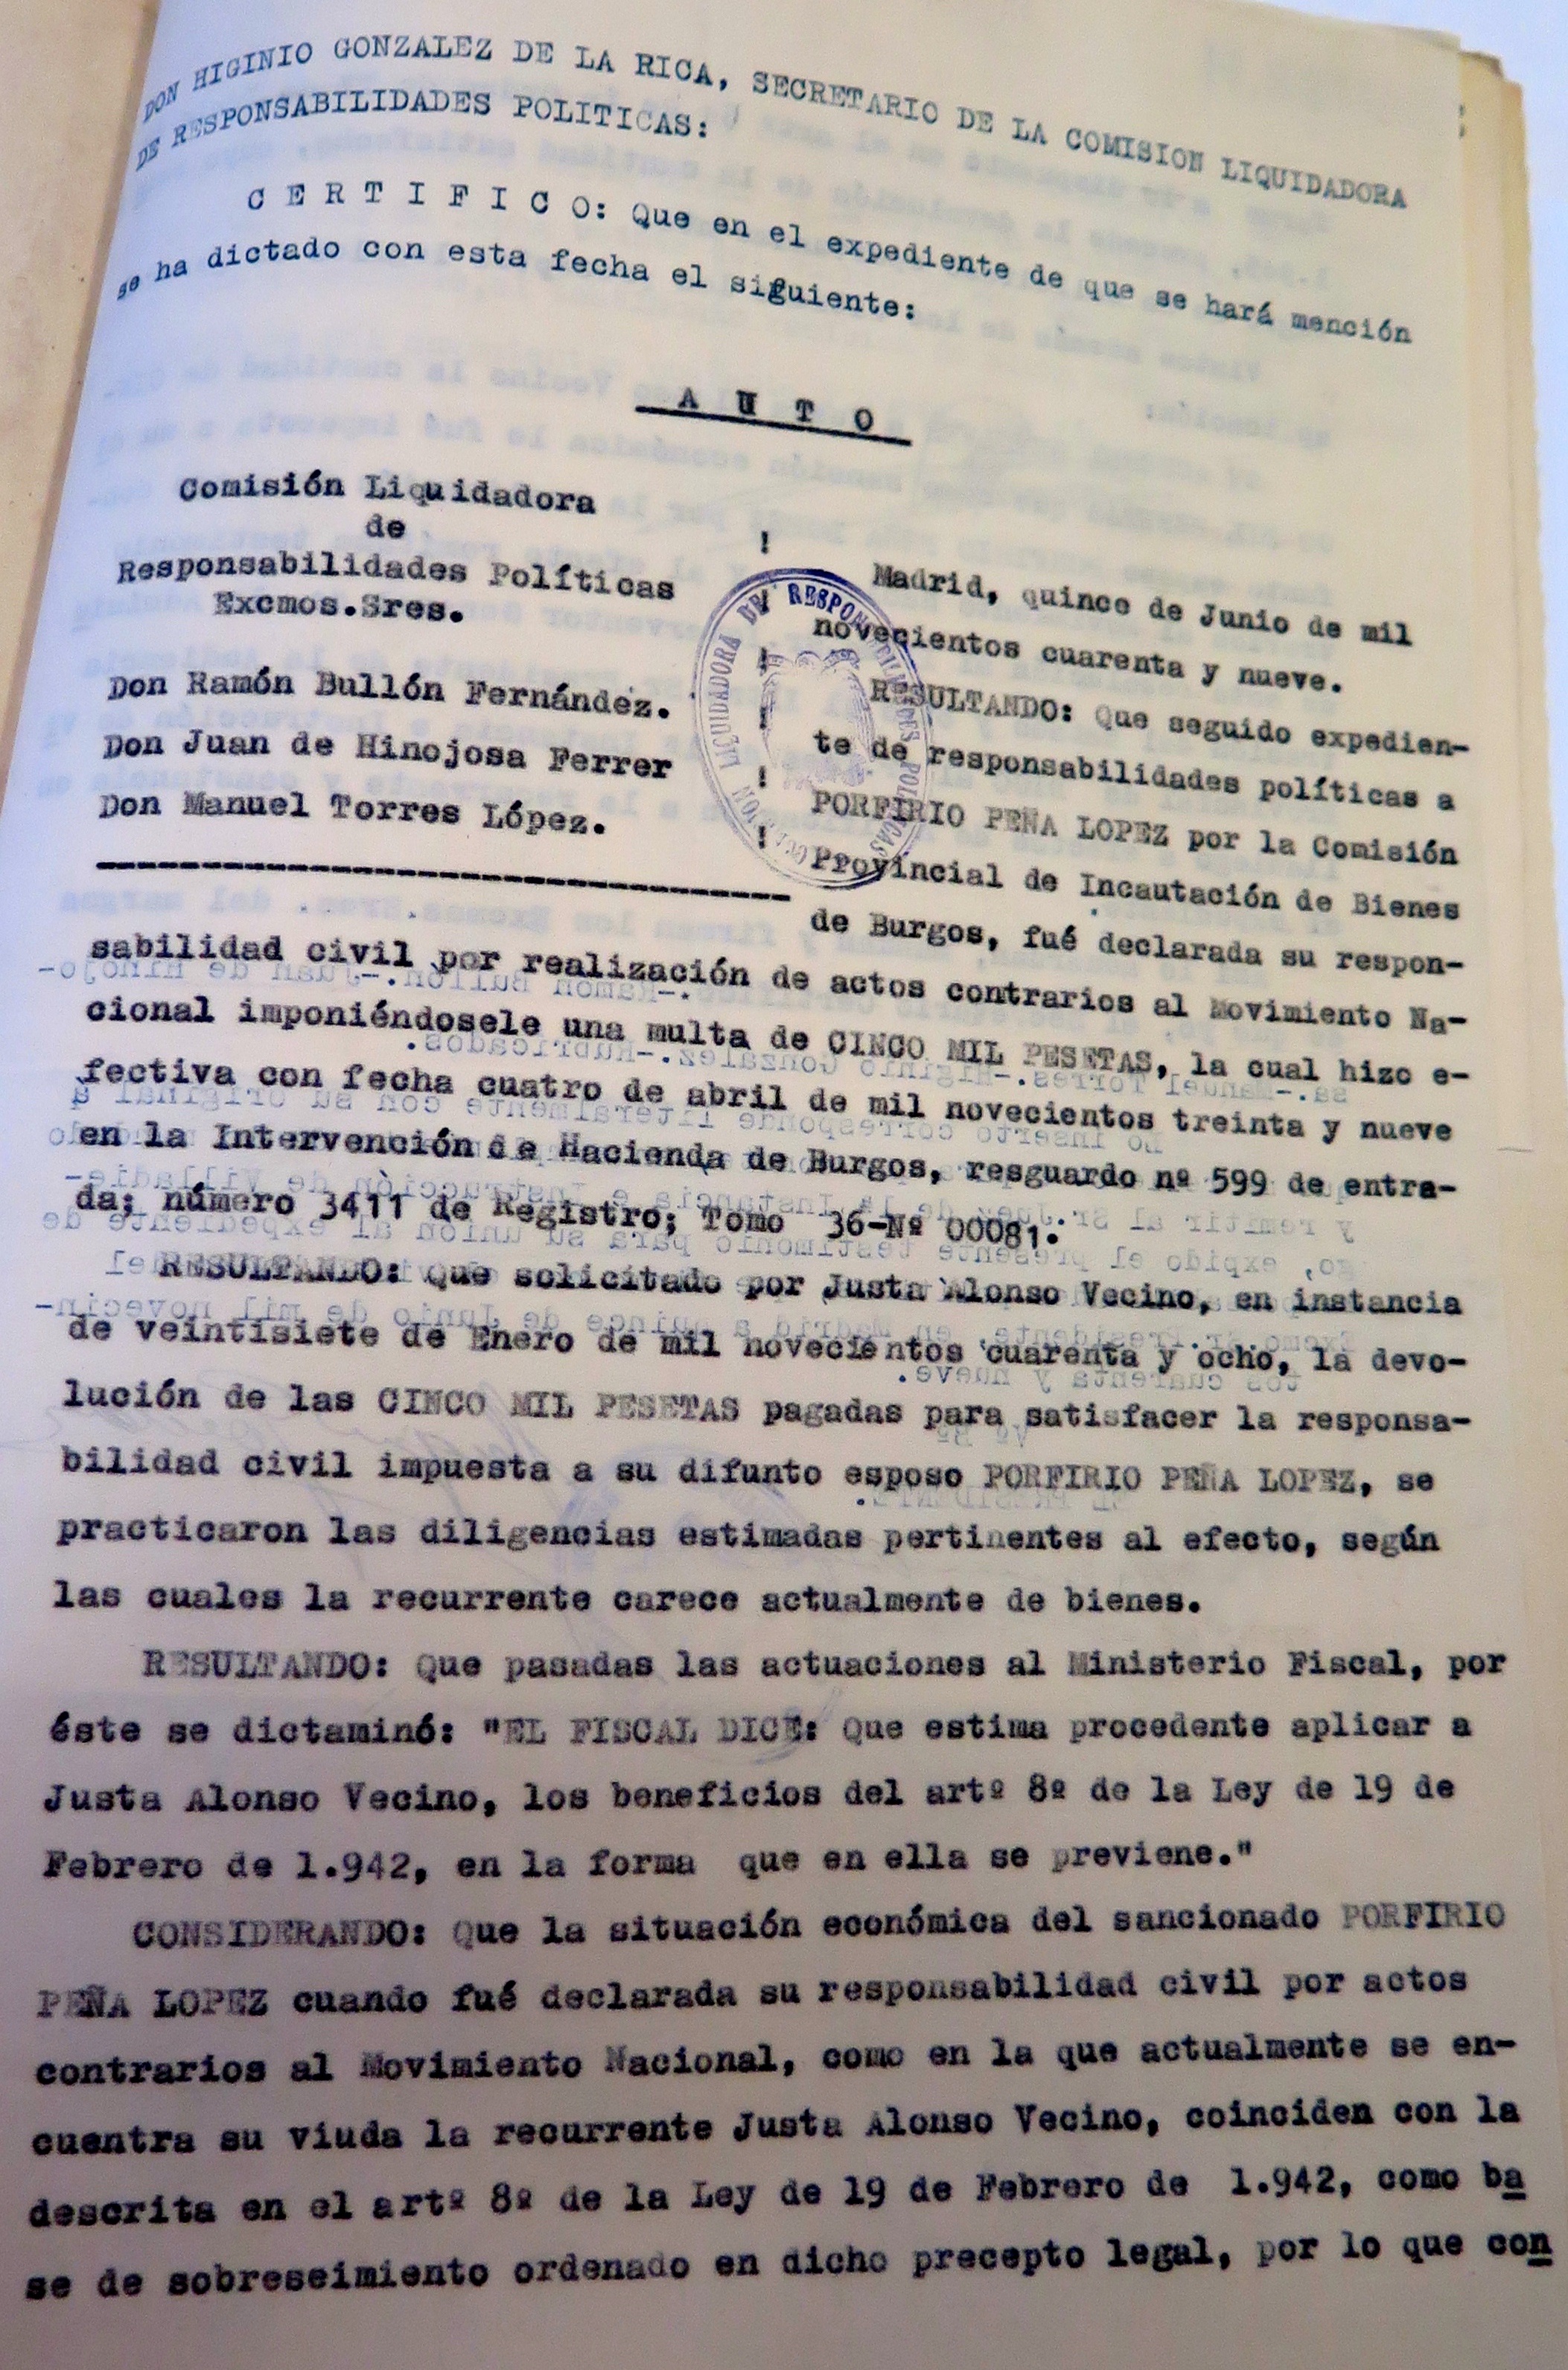 DON HIGINIO GONZALEZ DE LA RICA, SECRETARIO DE LA COMISION LIQUIDADORA
DE RESPONSABILIDADES POLITICAS:
C E R T I F I C O: Que en el expediente de que se hará mención
se ha dictado con esta fecha el siguiente:
A U T O
Comisión Liquidadora
de
Responsabilidades Políticas
Excmos.Sres.
Don Ramón Bullón Fernández.
Don Juan de Hinojosa Ferrer
Don Manuel Torres López.
LIQUIDADORA DE RESPON
Madrid, quince de Junio de mil
novecientos cuarenta y nueve.
RESULTANDO: Que seguido expedien-
te de responsabilidades políticas a
PORFIRIO PEÑA LOPEZ por la Comisión
Provincial de Incautación de Bienes
de Burgos, fué declarada su respon-
sabilidad civil por realización de actos contrarios al Movimiento Na-
cional imponiéndosele una multa de CINCO MIL PESETAS, la cual hizo e-
fectiva con fecha cuatro de abril de mil novecientos treinta y nueve
en la Intervención de Hacienda de Burgos, resguardo nº 599 de entra-
da; número 3411 de Registro; Tomo 36-Nº 00081.
RESULTANDO: Que solicitado por Justa Alonso Vecino, en instancia
de veintisiete de Enero de mil novecientos cuarenta y ocho, la devo-
lución de las CINCO MIL PESETAS pagadas para satisfacer la responsa-
bilidad civil impuesta a su difunto esposo PORFIRIO PEÑA LOPEZ, se
practicaron las diligencias estimadas pertinentes al efecto, según
las cuales la recurrente carece actualmente de bienes.
RESULTANDO: Que pasadas las actuaciones al Ministerio Fiscal, por
éste se dictaminó: "EL FISCAL DICE: Que estima procedente aplicar a
Justa Alonso Vecino, los beneficios del artº 8º de la Ley de 19 de
Febrero de 1.942, en la forma que en ella se previene."
CONSIDERANDO: Que la situación económica del sancionado PORFIRIO
PEÑA LOPEZ cuando fué declarada su responsabilidad civil por actos
contrarios al Movimiento Nacional, como en la que actualmente se en-
cuentra su viuda la recurrente Justa Alonso Vecino, coinciden con la
descrita en el artº 8º de la Ley de 19 de Febrero de 1.942, como ba
se de sobreseimiento ordenado en dicho precepto legal, por lo que con